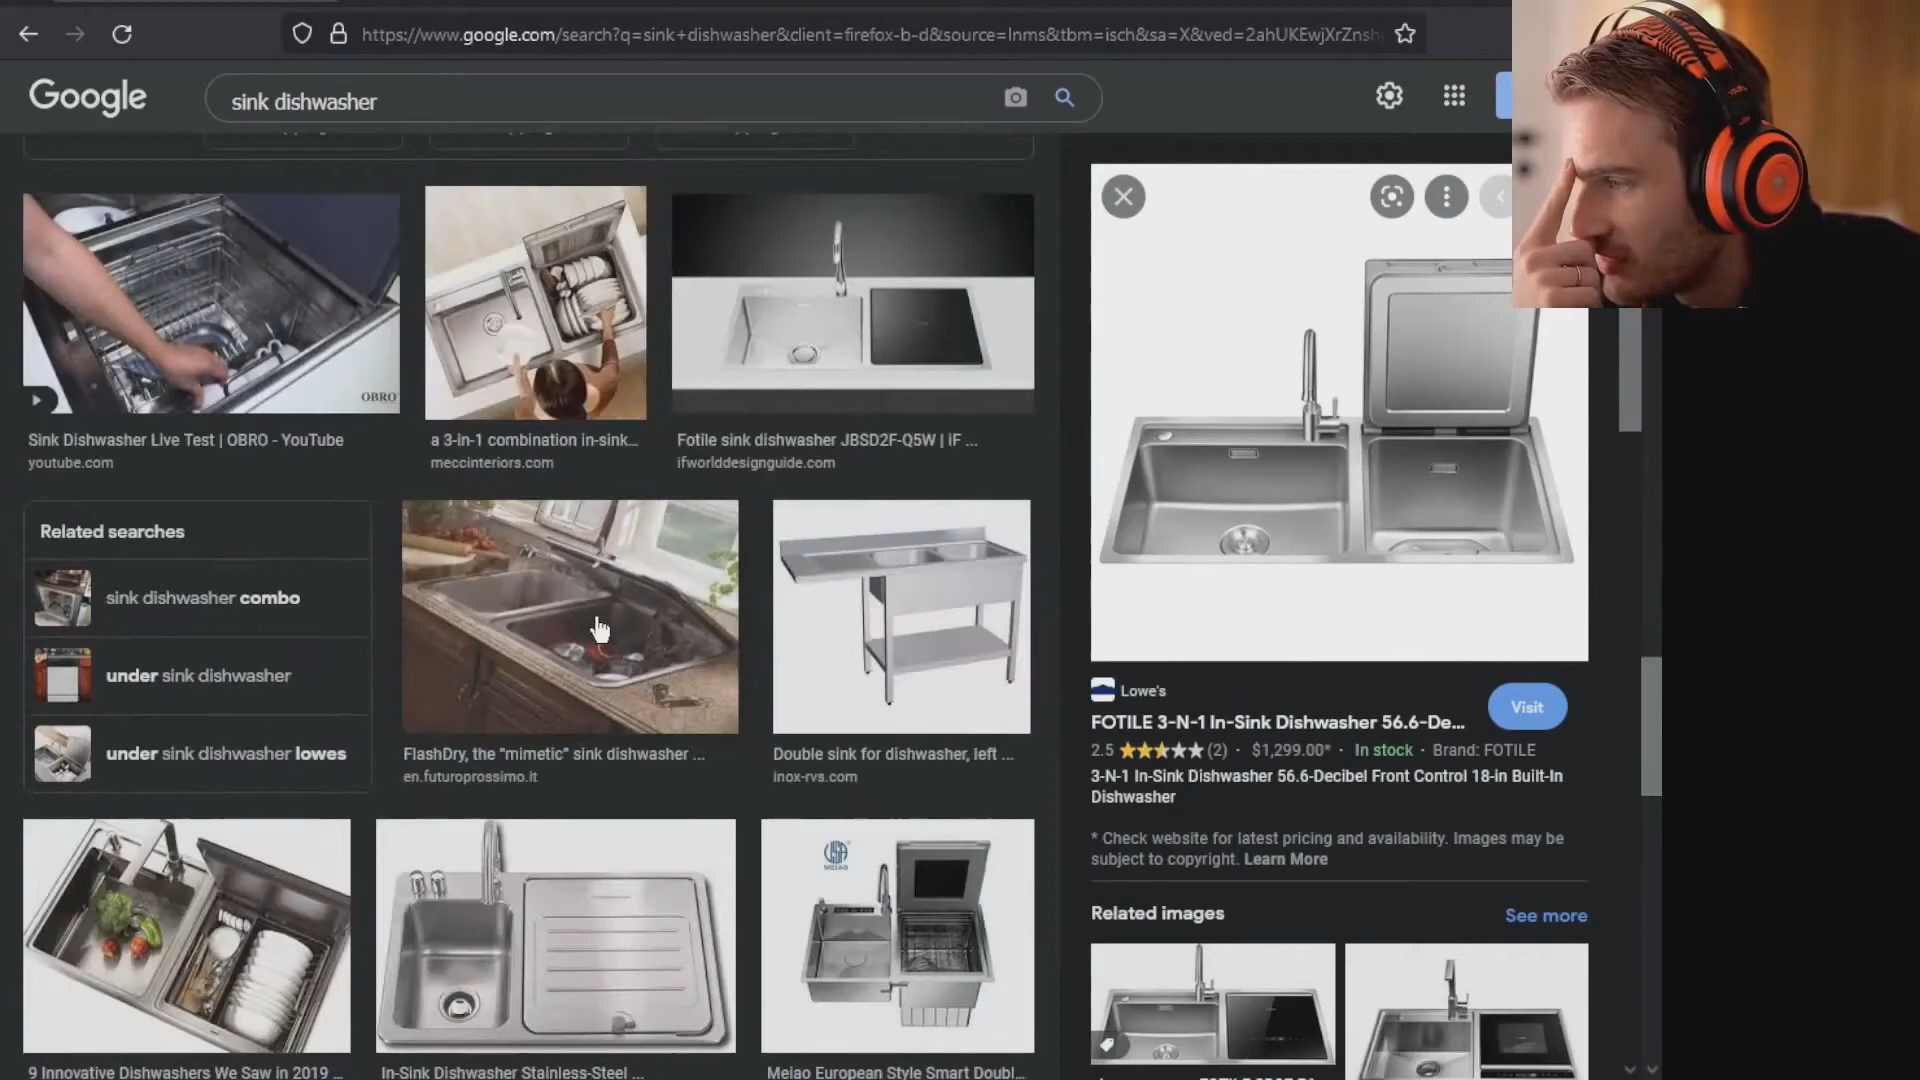 https://www.google.com/search?q=sink+dishwasher&client=firefox-b-d&source=lnms&tbm=isch&sa=X&ved=2ahUKEwjXrZnsh
Google
sink dishwasher
OBRO
Sink Dishwasher Live Test | OBRO - YouTube
youtube.com
a 3-in-1 combination in-sink...
meccinteriors.com
Fotile sink dishwasher JBSD2F-Q5W | iF ...
ifworlddesignguide.com
Related searches
sink dishwasher combo
under sink dishwasher
under sink dishwasher lowes
FlashDry, the "mimetic" sink dishwasher ...
en.futuroprossimo.it
Double sink for dishwasher, left ...
inox-rvs.com
MEIAO
9 Innovative Dishwashers We Saw in 2019 ...
In-Sink Dishwasher Stainless-Steel ...
Meiao European Style Smart Doubl...
Lowe's
Visit
FOTILE 3-N-1 In-Sink Dishwasher 56.6-De...
2.5 (2) · $1,299.00* · In stock · Brand: FOTILE
3-N-1 In-Sink Dishwasher 56.6-Decibel Front Control 18-in Built-In
Dishwasher
* Check website for latest pricing and availability. Images may be
subject to copyright. Learn More
Related images
See more